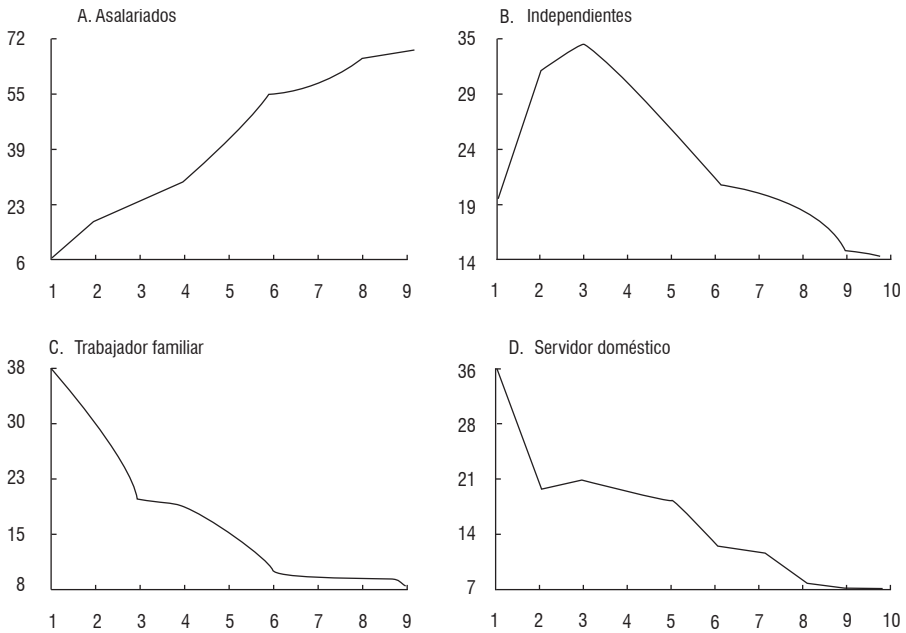 A. Asalariados
72
55
39
23
6
1 2 3 4 5 6 7 8 9
B. Independientes
35
29
24
19
14
1 2 3 4 5 6 7 8 9 10
C. Trabajador familiar
38
30
23
15
8
1 2 3 4 5 6 7 8 9
D. Servidor doméstico
36
28
21
14
7
1 2 3 4 5 6 7 8 9 10